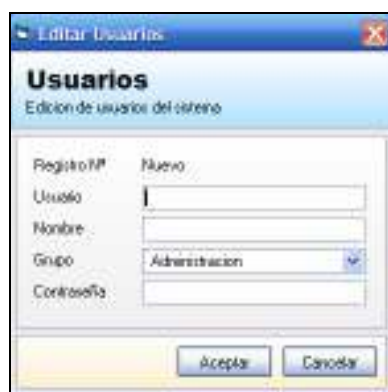 Editar Usuarios
Usuarios
Edicion de usuarios del sistema
Registro Nº Nuevo
Usuario
Nombre
Grupo Administracion
Contraseña
Aceptar Cancelar